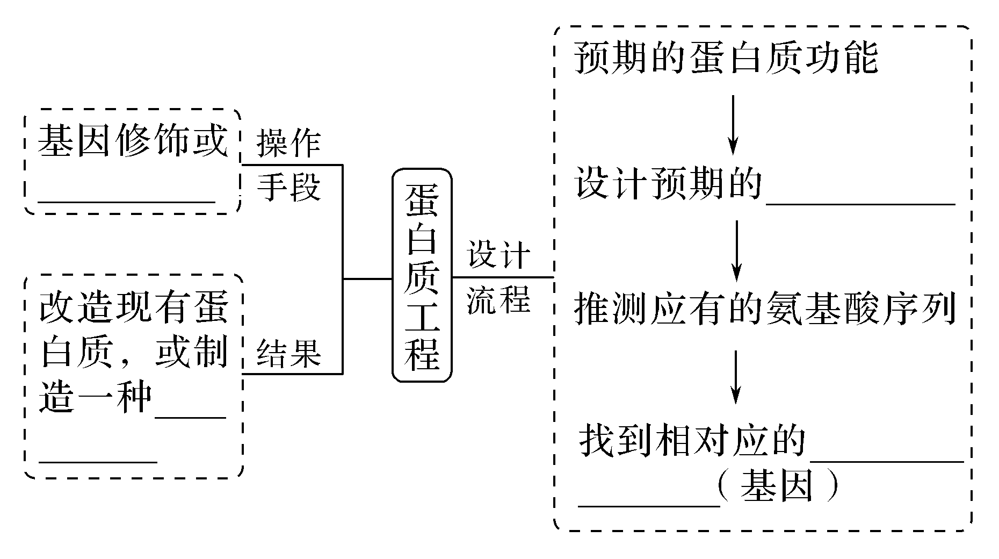 基因修饰或
操作
手段
改造现有蛋
白质，或制
造一种
结果
蛋白质工程
设计
流程
预期的蛋白质功能
设计预期的
推测应有的氨基酸序列
找到相对应的
（基因）